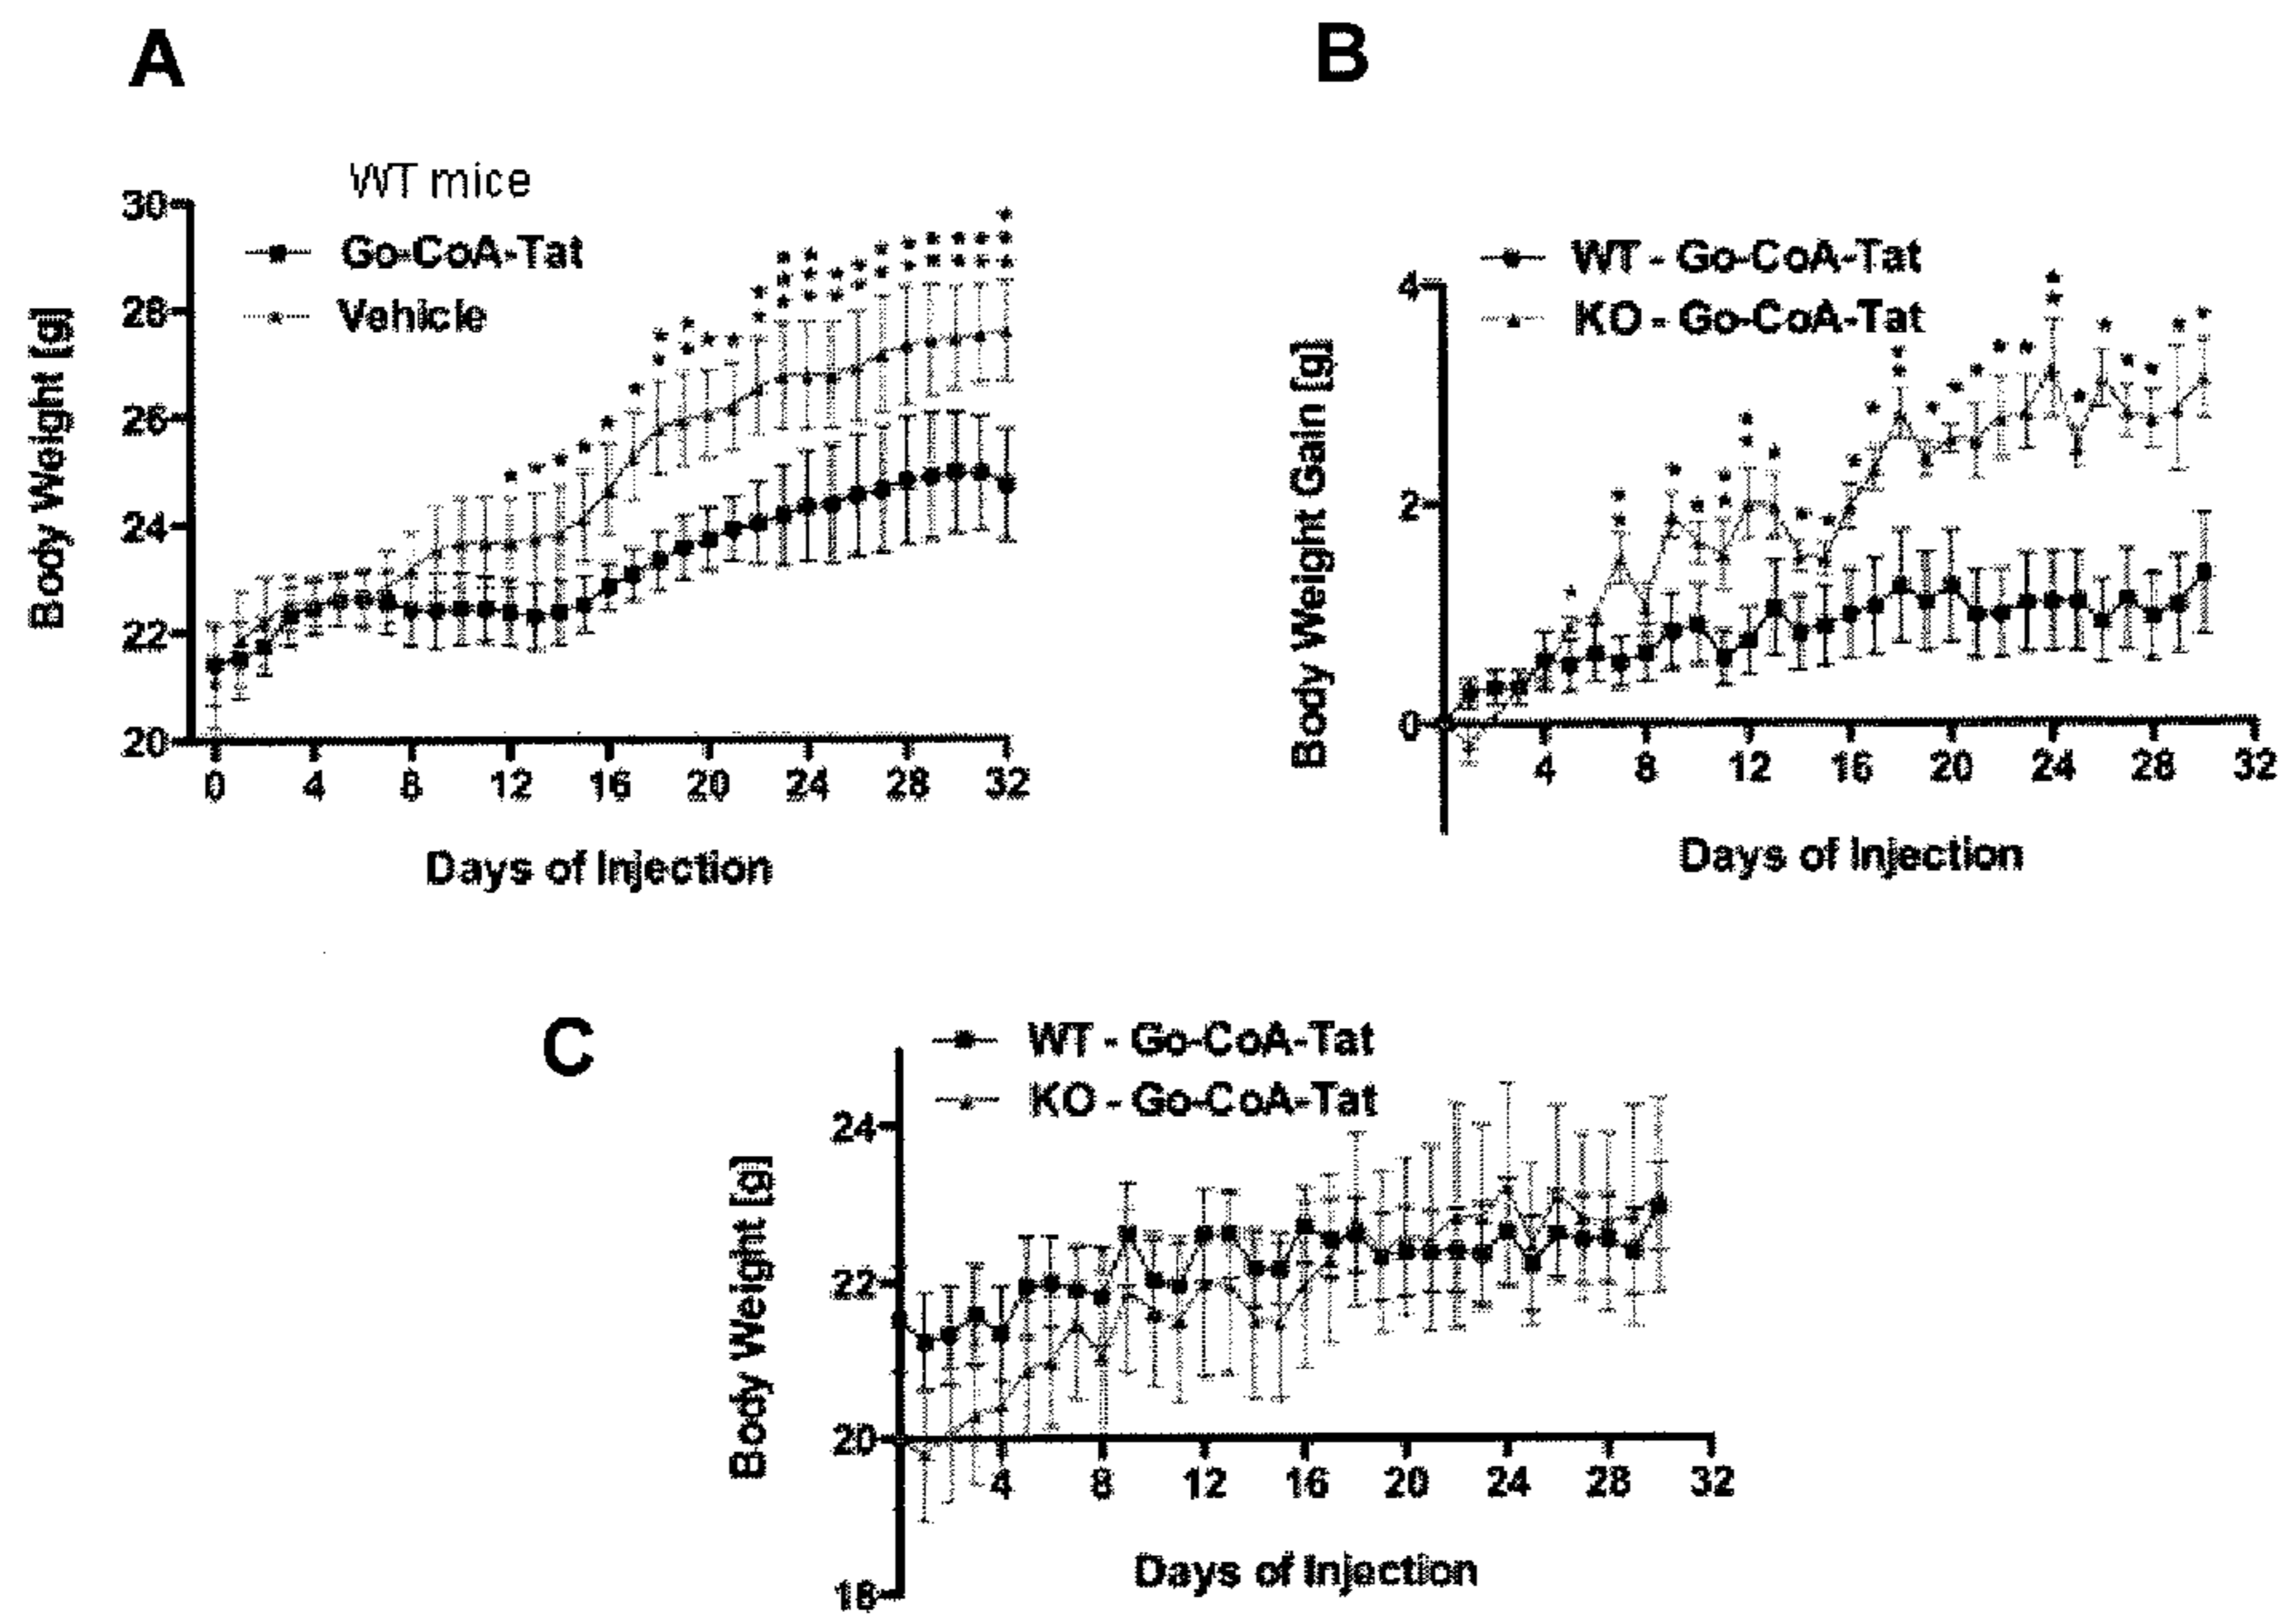 A
WT mice
Go-CoA-Tat
Vehicle
Body Weight [g]
30
28
26
24
22
20
0 4 8 12 16 20 24 28 32
Days of Injection
B
WT - Go-CoA-Tat
KO - Go-CoA-Tat
Body Weight Gain [g]
4
2
0
4 8 12 16 20 24 28 32
Days of Injection
C
WT - Go-CoA-Tat
KO - Go-CoA-Tat
Body Weight [g]
24
22
20
18
4 8 12 16 20 24 28 32
Days of Injection